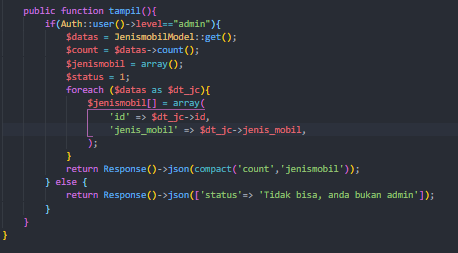 public function tampil(){
if(Auth::user()->level=="admin"){
$datas = JenismobilModel::get();
$count = $datas->count();
$jenismobil = array();
$status = 1;
foreach ($datas as $dt_jc){
$jenismobil[] = array(
'id' => $dt_jc->id,
'jenis_mobil' => $dt_jc->jenis_mobil,
);
}
return Response()->json(compact('count','jenismobil'));
} else {
return Response()->json(['status'=> 'Tidak bisa, anda bukan admin']);
}
}
}